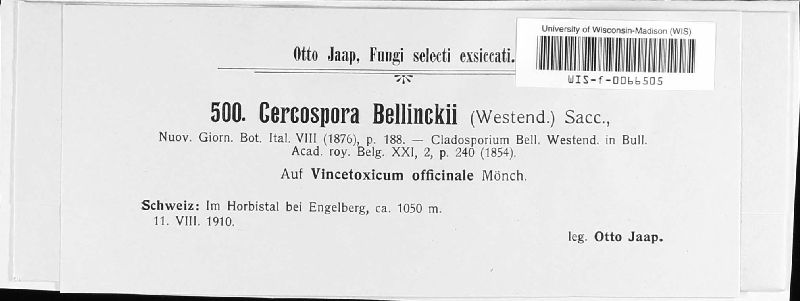 University of Wisconsin-Madison (WIS)
WIS-f-0066505
Otto Jaap, Fungi selecti exsiccati.
500. Cercospora Bellinckii (Westend.) Sacc.,
Nuov. Giorn. Bot. Ital. VIII (1876), p. 188. — Cladosporium Bell. Westend. in Bull.
Acad. roy. Belg. XXI, 2, p. 240 (1854).
Auf Vincetoxicum officinale Mönch.
Schweiz: Im Horbistal bei Engelberg, ca. 1050 m.
11. VIII. 1910.
leg. Otto Jaap.